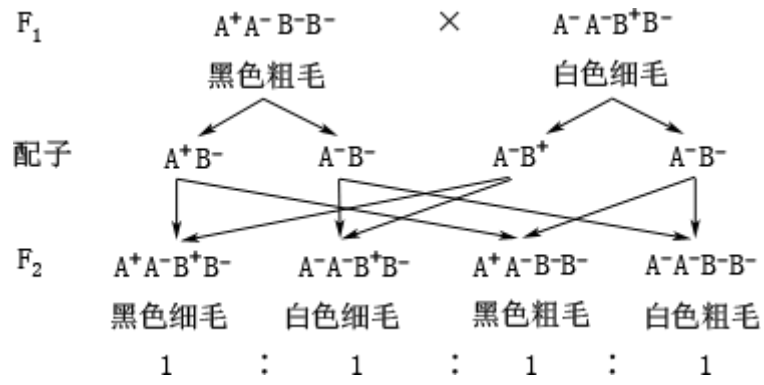 F₁ A⁺A⁻B⁻B⁻ × A⁻A⁻B⁺B⁻
黑色粗毛 白色细毛
配子 A⁺B⁻ A⁻B⁻ A⁻B⁺ A⁻B⁻
F₂ A⁺A⁻B⁺B⁻ A⁻A⁻B⁺B⁻ A⁺A⁻B⁻B⁻ A⁻A⁻B⁻B⁻
黑色细毛 白色细毛 黑色粗毛 白色粗毛
1 : 1 : 1 : 1